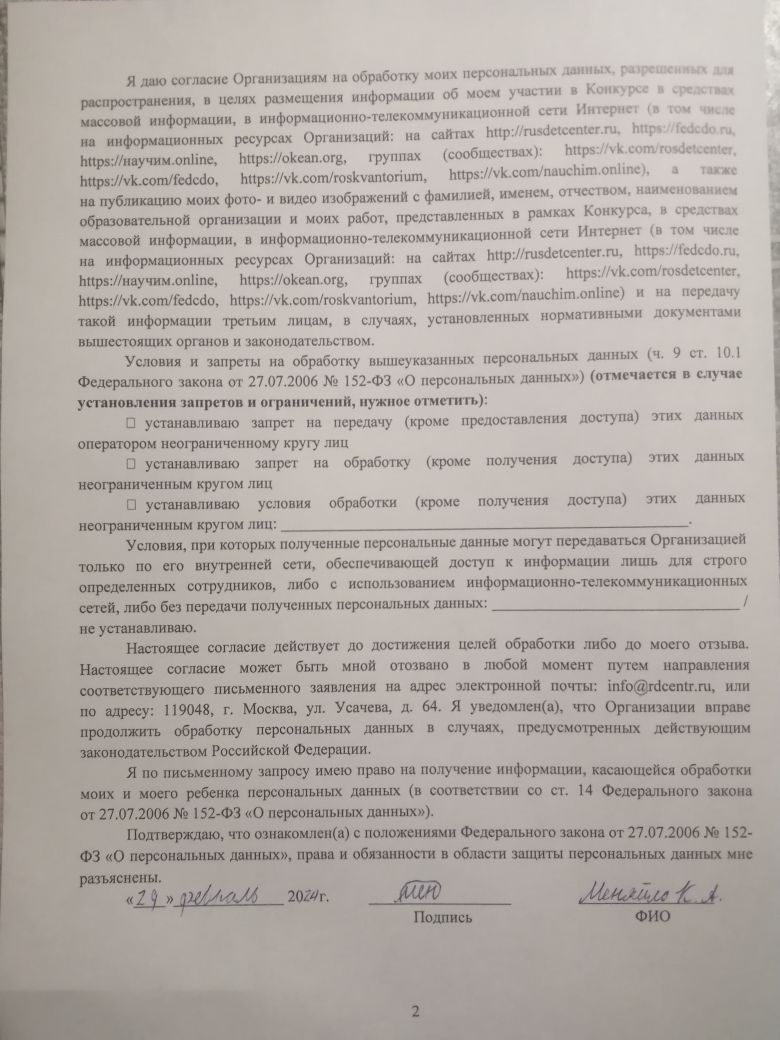 Я даю согласие Организациям на обработку моих персональных данных, разрешенных для
распространения, в целях размещения информации об моем участии в Конкурсе в средствах
массовой информации, в информационно-телекоммуникационной сети Интернет (в том числе
на информационных ресурсах Организаций: на сайтах http://rusdetcenter.ru, https://fedcdo.ru,
https://научим.online, https://okean.org, группах (сообществах): https://vk.com/rosdetcenter,
https://vk.com/fedcdo, https://vk.com/roskvantorium, https://vk.com/nauchim.online), а также
на публикацию моих фото- и видео изображений с фамилией, именем, отчеством, наименованием
образовательной организации и моих работ, представленных в рамках Конкурса, в средствах
массовой информации, в информационно-телекоммуникационной сети Интернет (в том числе
на информационных ресурсах Организаций: на сайтах http://rusdetcenter.ru, https://fedcdo.ru,
https://научим.online, https://okean.org, группах (сообществах): https://vk.com/rosdetcenter,
https://vk.com/fedcdo, https://vk.com/roskvantorium, https://vk.com/nauchim.online) и на передачу
такой информации третьим лицам, в случаях, установленных нормативными документами
вышестоящих органов и законодательством.
Условия и запреты на обработку вышеуказанных персональных данных (ч. 9 ст. 10.1
Федерального закона от 27.07.2006 № 152-ФЗ «О персональных данных») (отмечается в случае
установления запретов и ограничений, нужное отметить):
□ устанавливаю запрет на передачу (кроме предоставления доступа) этих данных
оператором неограниченному кругу лиц
□ устанавливаю запрет на обработку (кроме получения доступа) этих данных
неограниченным кругом лиц
□ устанавливаю условия обработки (кроме получения доступа) этих данных
неограниченным кругом лиц: ____________________.
Условия, при которых полученные персональные данные могут передаваться Организацией
только по его внутренней сети, обеспечивающей доступ к информации лишь для строго
определенных сотрудников, либо с использованием информационно-телекоммуникационных
сетей, либо без передачи полученных персональных данных: ____________________ /
не устанавливаю.
Настоящее согласие действует до достижения целей обработки либо до моего отзыва.
Настоящее согласие может быть мной отозвано в любой момент путем направления
соответствующего письменного заявления на адрес электронной почты: info@rdcentr.ru, или
по адресу: 119048, г. Москва, ул. Усачева, д. 64. Я уведомлен(а), что Организации вправе
продолжить обработку персональных данных в случаях, предусмотренных действующим
законодательством Российской Федерации.
Я по письменному запросу имею право на получение информации, касающейся обработки
моих и моего ребенка персональных данных (в соответствии со ст. 14 Федерального закона
от 27.07.2006 № 152-ФЗ «О персональных данных»).
Подтверждаю, что ознакомлен(а) с положениями Федерального закона от 27.07.2006 № 152-
ФЗ «О персональных данных», права и обязанности в области защиты персональных данных мне
разъяснены.
« » февраль 2024г. Меняйло К. А.
Подпись ФИО
2